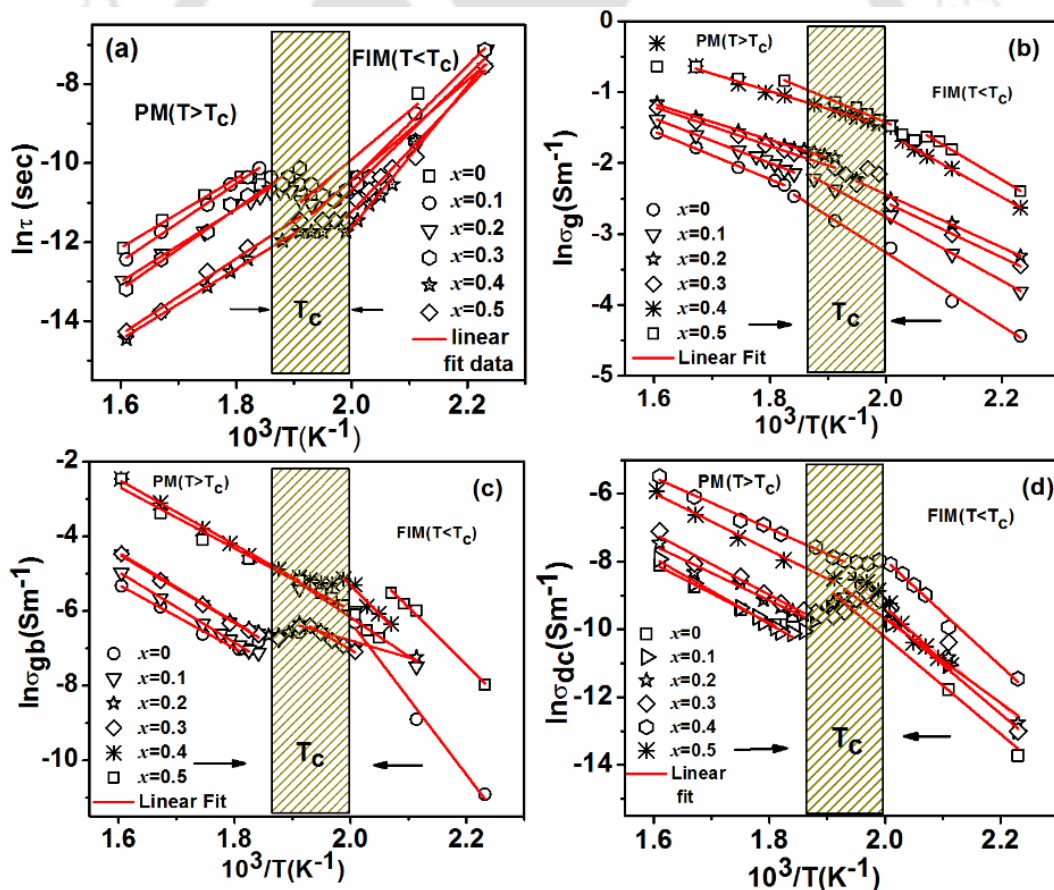 (a)
PM(T>Tc)
FIM(T<Tc)
lnτ (sec)
-8
-10
-12
-14
x=0
x=0.1
x=0.2
x=0.3
x=0.4
x=0.5
linear
fit data
Tc
1.6 1.8 2.0 2.2
10³/T(K⁻¹)
(b)
PM(T>Tc)
FIM(T<Tc)
lnσg(Sm⁻¹)
0
-1
-2
-3
-4
-5
x=0
x=0.1
x=0.2
x=0.3
x=0.4
x=0.5
Linear Fit
Tc
1.6 1.8 2.0 2.2
10³/T(K⁻¹)
(c)
PM(T>Tc)
FIM(T<Tc)
lnσgb(Sm⁻¹)
-2
-4
-6
-8
-10
x=0
x=0.1
x=0.2
x=0.3
x=0.4
x=0.5
Linear Fit
Tc
1.6 1.8 2.0 2.2
10³/T(K⁻¹)
(d)
PM(T>Tc)
FIM(T<Tc)
lnσdc(Sm⁻¹)
-6
-8
-10
-12
-14
x=0
x=0.1
x=0.2
x=0.3
x=0.4
x=0.5
Linear
fit
Tc
1.6 1.8 2.0 2.2
10³/T(K⁻¹)